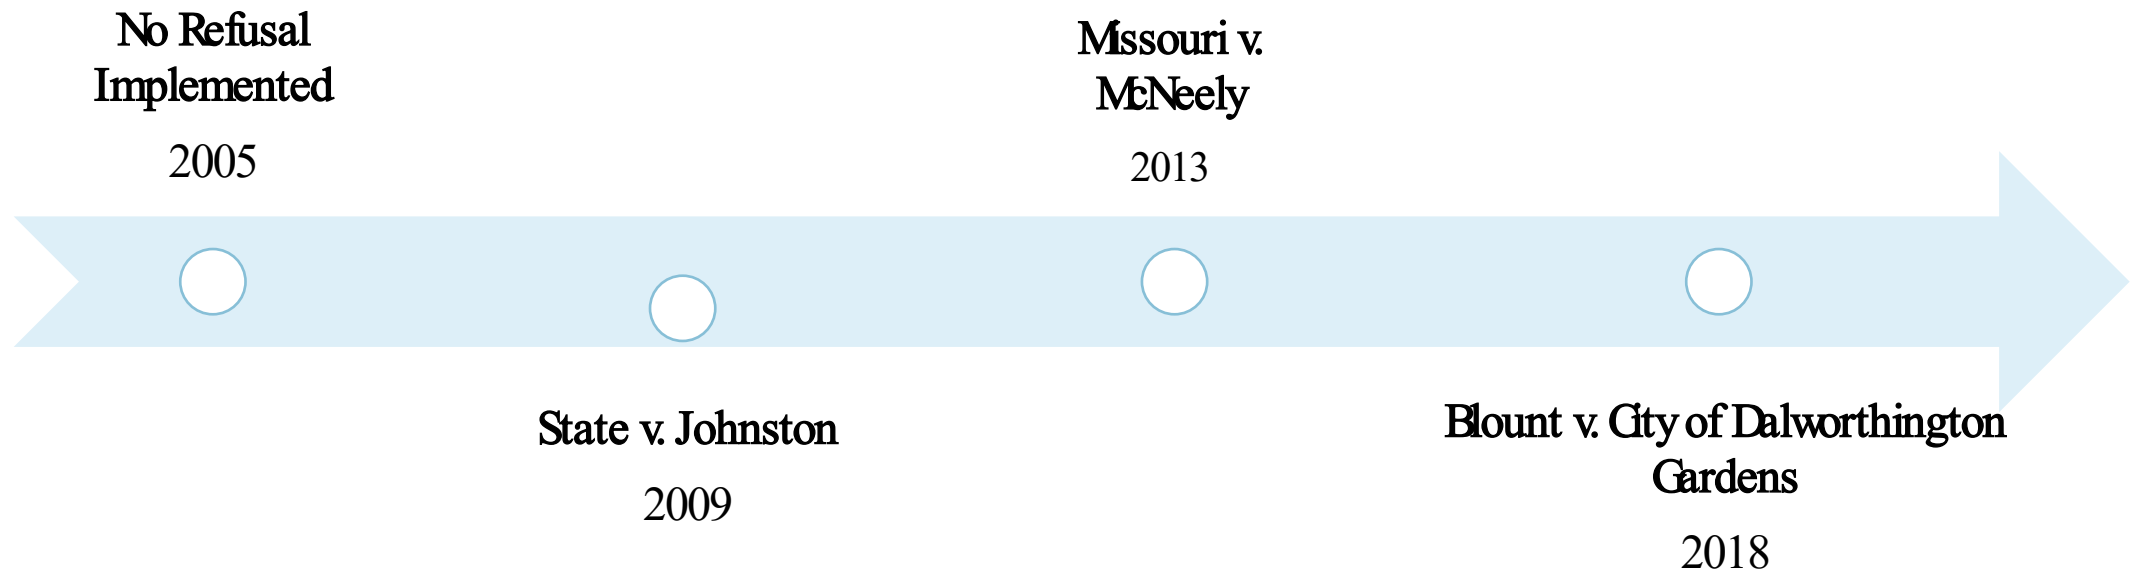 No Refusal
Implemented
2005
State v. Johnston
2009
Missouri v.
McNeely
2013
Blount v. City of Dalworthington
Gardens
2018